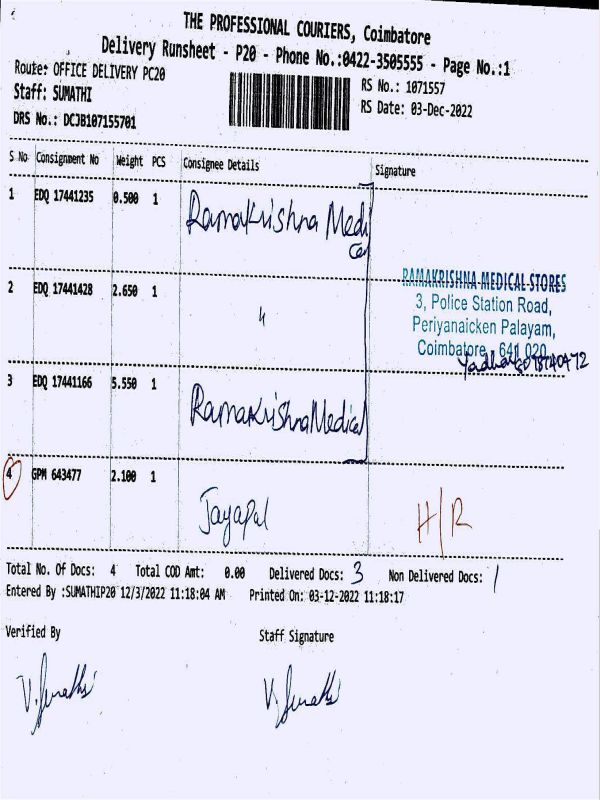 THE PROFESSIONAL COURIERS, Coimbatore
Delivery Runsheet - P20 - Phone No.:0422-3505555 - Page No.:1
Route: OFFICE DELIVERY PC20
RS No.: 1071557
Staff: SUMATHI
RS Date: 03-Dec-2022
DRS No.: DCJB107155701
S No Consignment No Weight PCS Consignee Details Signature
1 EDQ 17441235 0.500 1 Ramakrishna Medi
cal
RAMAKRISHNA MEDICAL STORES
2 EDQ 17441428 2.650 1 "
3, Police Station Road,
Periyanaicken Palayam,
Coimbatore - 641 020
3 EDQ 17441166 5.550 1 Ramakrishna Medical
4 GPM 643477 2.100 1 Jayapal H/R
Total No. Of Docs: 4 Total COD Amt: 0.00 Delivered Docs: 3 Non Delivered Docs: 1
Entered By :SUMATHIP20 12/3/2022 11:18:04 AM Printed On: 03-12-2022 11:18:17
Verified By Staff Signature
V. Sumathi V. Sumathi